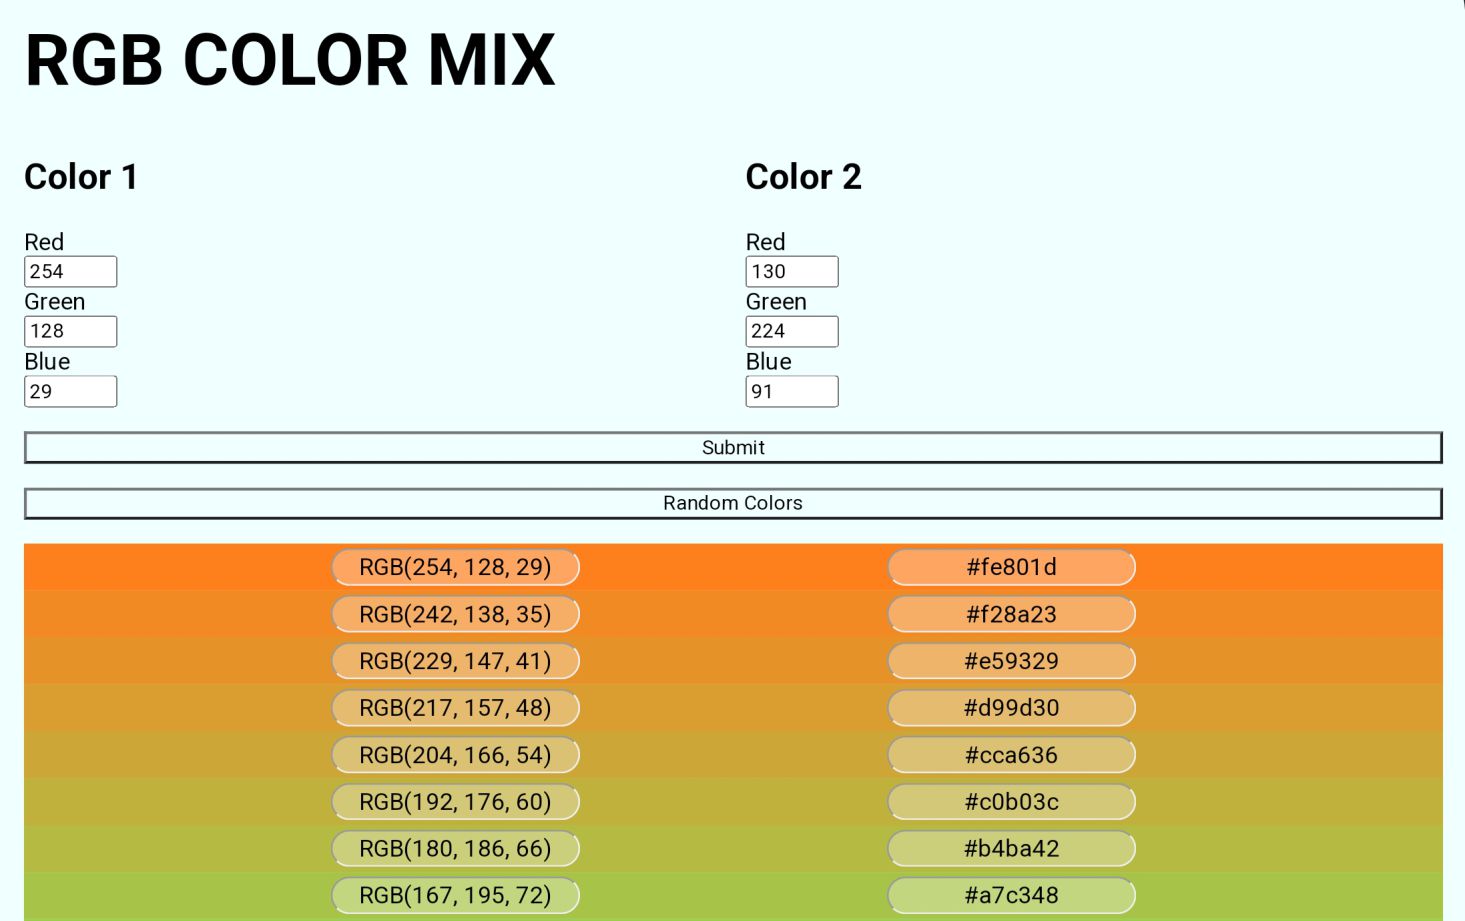 RGB COLOR MIX
Color 1
Red
254
Green
128
Blue
29
Color 2
Red
130
Green
224
Blue
91
Submit
Random Colors
RGB(254, 128, 29) #fe801d
RGB(242, 138, 35) #f28a23
RGB(229, 147, 41) #e59329
RGB(217, 157, 48) #d99d30
RGB(204, 166, 54) #cca636
RGB(192, 176, 60) #c0b03c
RGB(180, 186, 66) #b4ba42
RGB(167, 195, 72) #a7c348